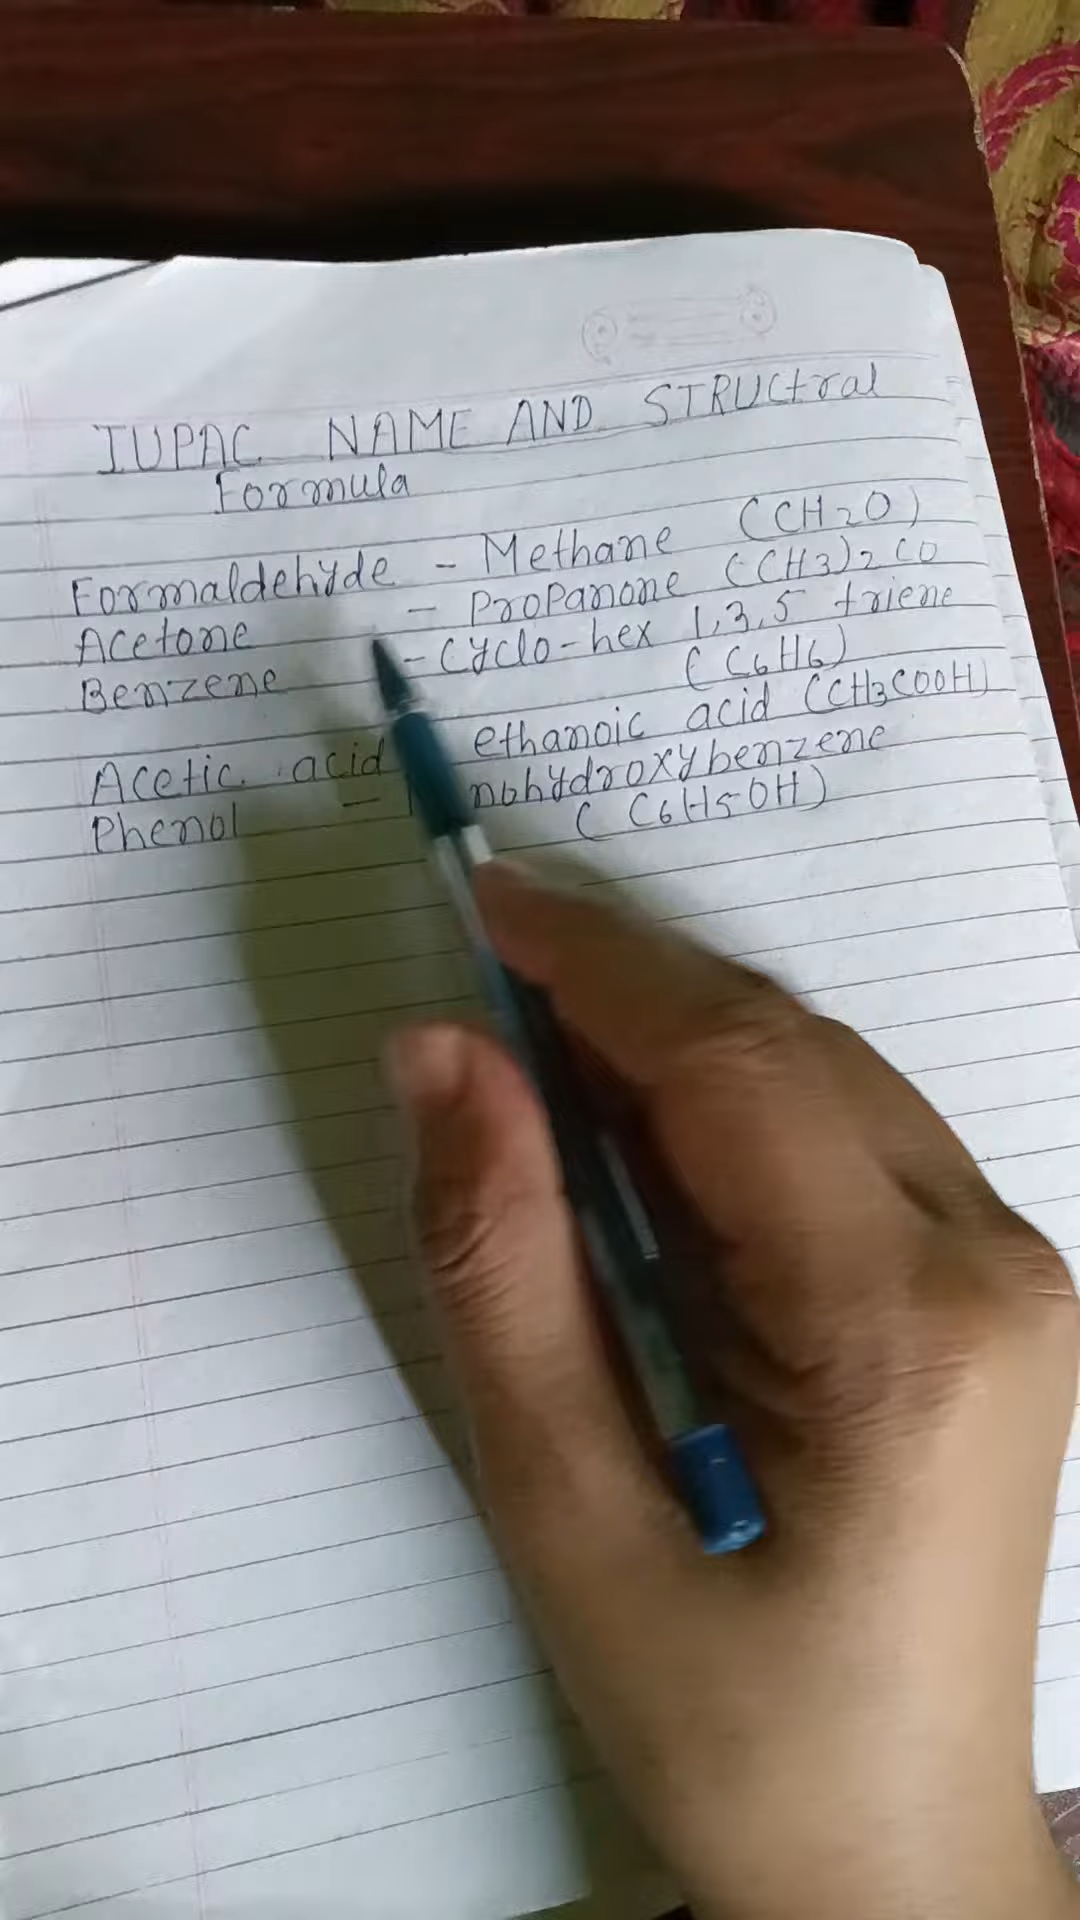 IUPAC NAME AND STRUCtral
Formula
Formaldehyde - Methane (CH2O)
Acetone - Propanone (CH3)2CO
Benzene - Cyclo-hex 1,3,5 triene
(C6H6)
Acetic acid ethanoic acid (CH3COOH)
Phenol - nohydroxybenzene
(C6H5OH)